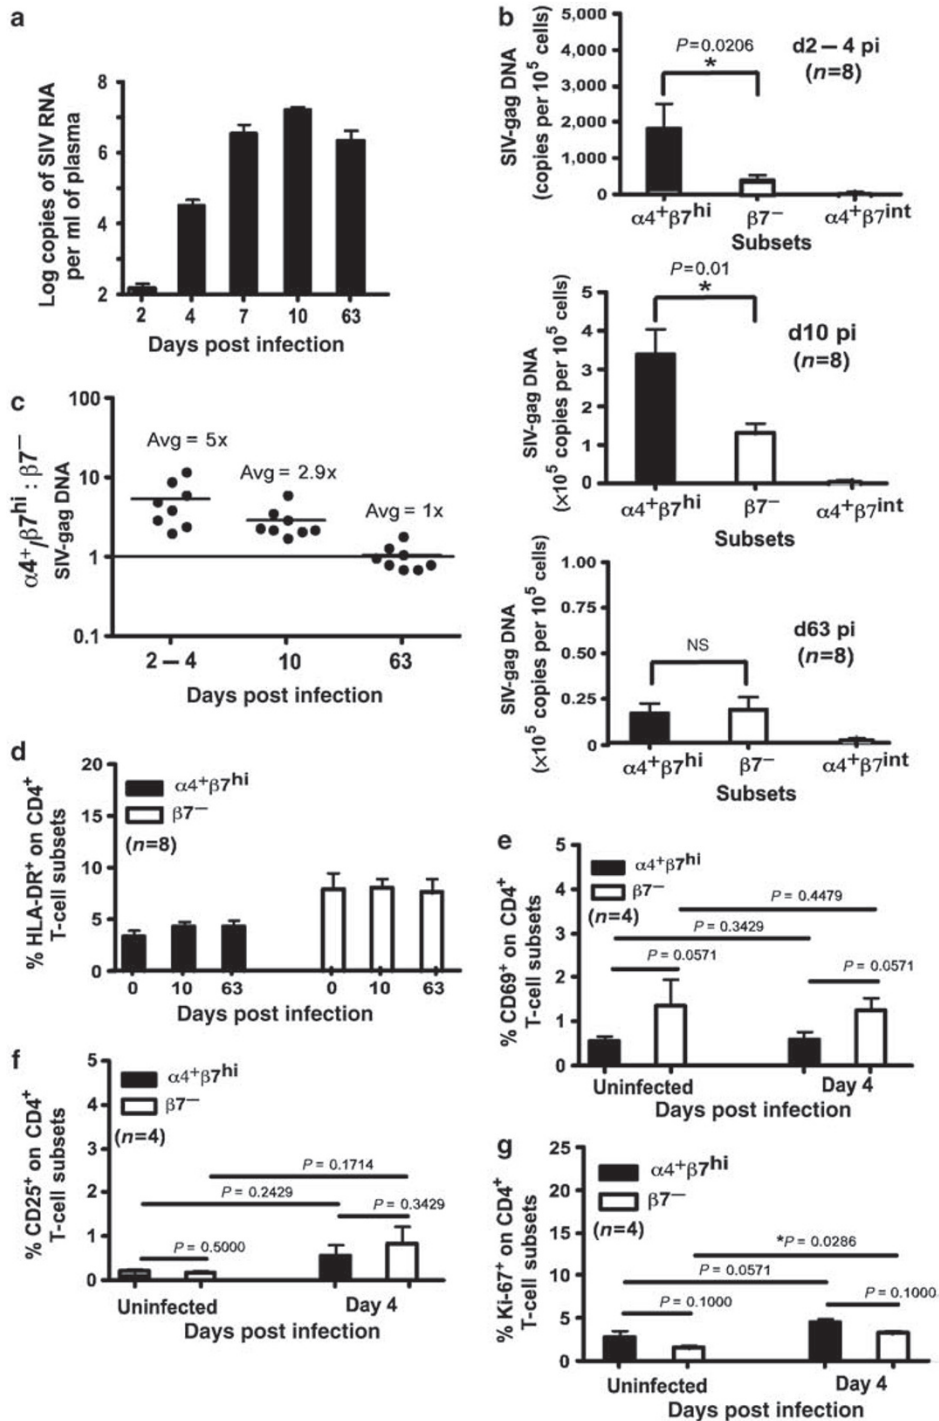 a
Log copies of SIV RNA
per ml of plasma
8
6
4
2
2 4 7 10 63
Days post infection
b
SIV-gag DNA
(copies per 10⁵ cells)
5,000
4,000
3,000
2,000
1,000
0
P=0.0206
*
d2–4 pi
(n=8)
α4⁺β7ʰⁱ β7⁻ α4⁺β7ⁱⁿᵗ
Subsets
SIV-gag DNA
(×10⁵ copies per 10⁵ cells)
5
4
3
2
1
0
P=0.01
*
d10 pi
(n=8)
α4⁺β7ʰⁱ β7⁻ α4⁺β7ⁱⁿᵗ
Subsets
SIV-gag DNA
(×10⁵ copies per 10⁵ cells)
1.00
0.75
0.50
0.25
0
NS
d63 pi
(n=8)
α4⁺β7ʰⁱ β7⁻ α4⁺β7ⁱⁿᵗ
Subsets
c
α4⁺/β7ʰⁱ : β7⁻
SIV-gag DNA
100
10
1
0.1
Avg = 5x
Avg = 2.9x
Avg = 1x
2–4 10 63
Days post infection
d
% HLA-DR⁺ on CD4⁺
T-cell subsets
20
15
10
5
0
α4⁺β7ʰⁱ
β7⁻
(n=8)
0 10 63 0 10 63
Days post infection
e
% CD69⁺ on CD4⁺
T-cell subsets
5
4
3
2
1
0
α4⁺β7ʰⁱ
β7⁻
(n=4)
P = 0.4479
P = 0.3429
P = 0.0571
P = 0.0571
Uninfected Day 4
Days post infection
f
% CD25⁺ on CD4⁺
T-cell subsets
5
4
3
2
1
0
α4⁺β7ʰⁱ
β7⁻
(n=4)
P = 0.1714
P = 0.2429
P = 0.3429
P = 0.5000
Uninfected Day 4
Days post infection
g
% Ki-67⁺ on CD4⁺
T-cell subsets
25
20
15
10
5
0
α4⁺β7ʰⁱ
β7⁻
(n=4)
*P = 0.0286
P = 0.0571
P = 0.1000
P = 0.1000
Uninfected Day 4
Days post infection